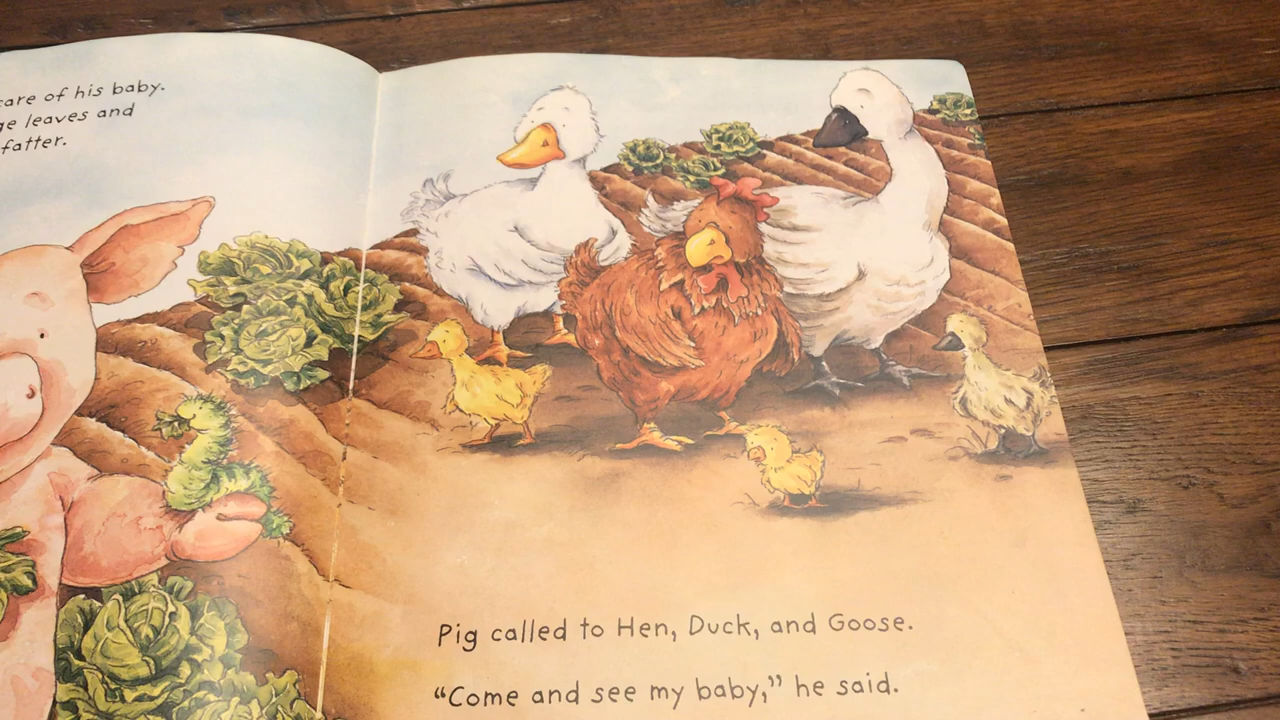 care of his baby.
leaves and
fatter.
Pig called to Hen, Duck, and Goose.
“Come and see my baby,” he said.